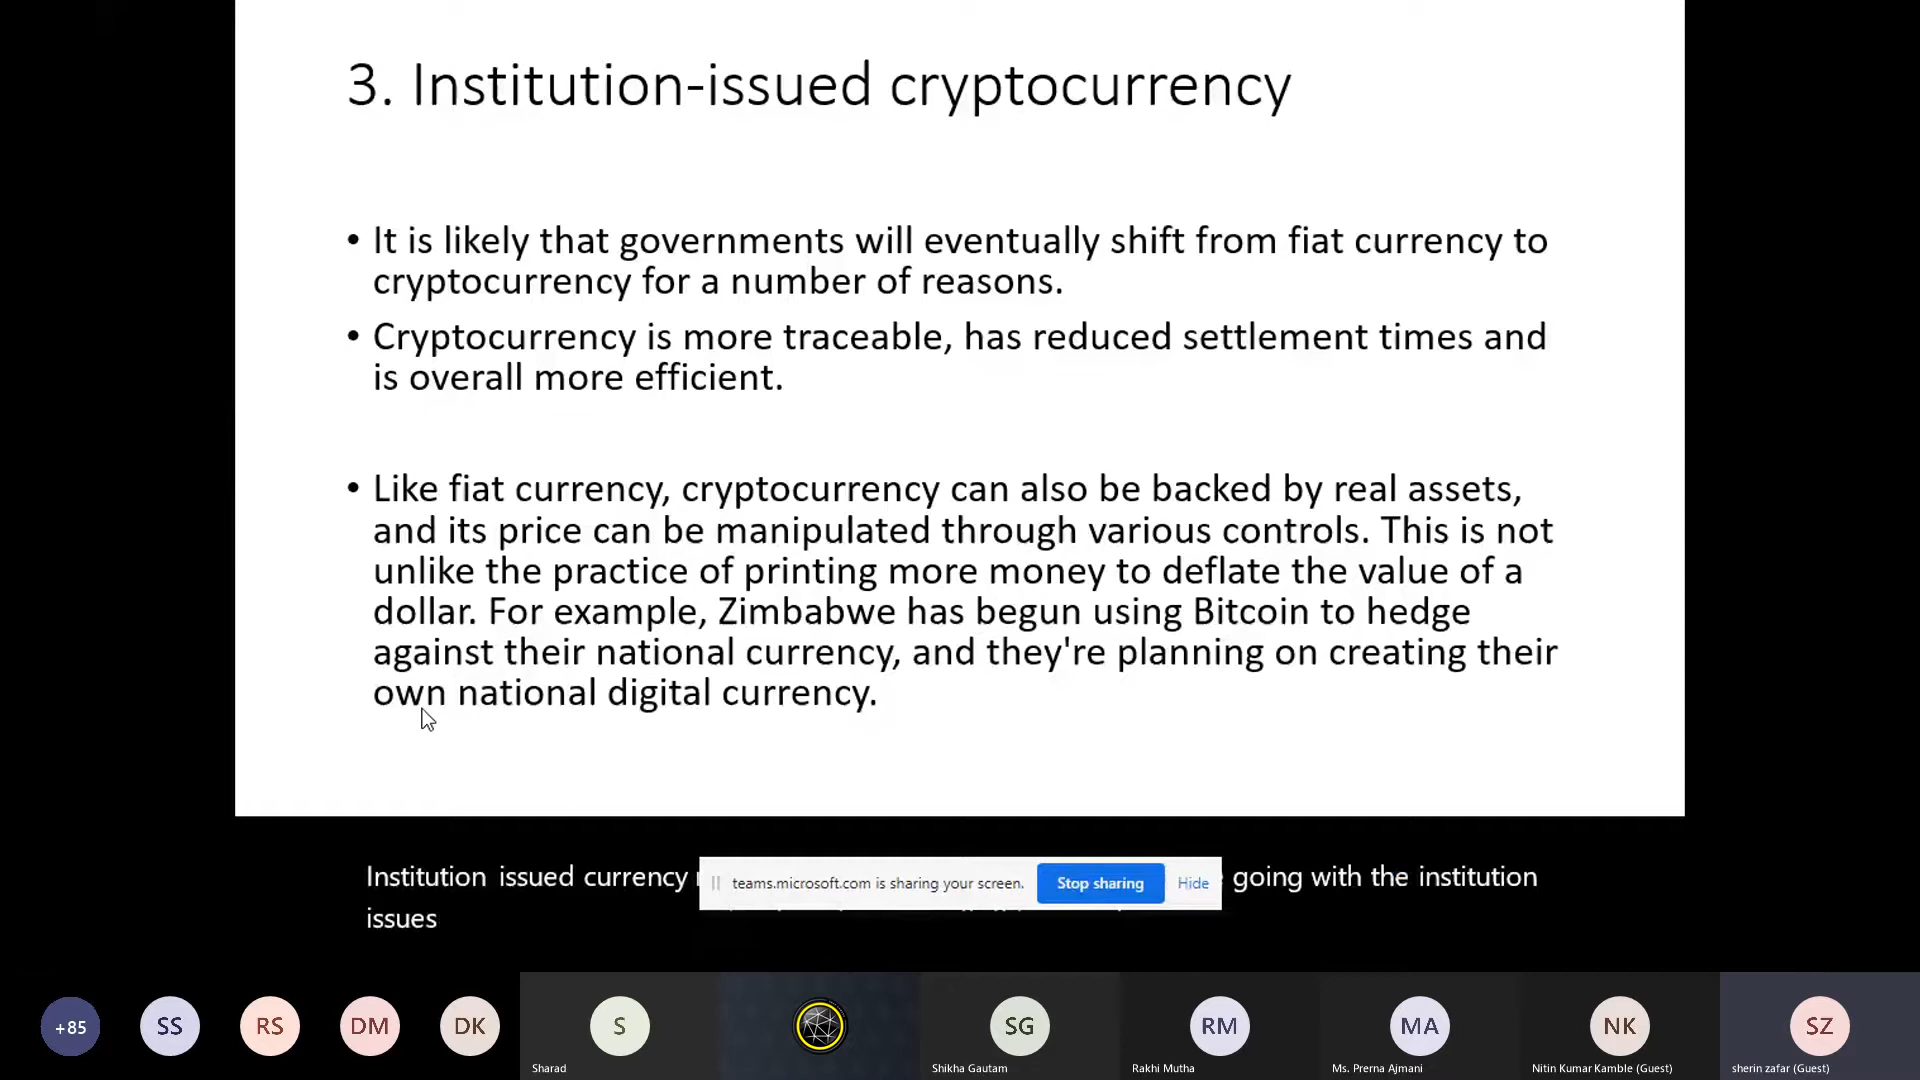 3. Institution-issued cryptocurrency
• It is likely that governments will eventually shift from fiat currency to
cryptocurrency for a number of reasons.
• Cryptocurrency is more traceable, has reduced settlement times and
is overall more efficient.
• Like fiat currency, cryptocurrency can also be backed by real assets,
and its price can be manipulated through various controls. This is not
unlike the practice of printing more money to deflate the value of a
dollar. For example, Zimbabwe has begun using Bitcoin to hedge
against their national currency, and they're planning on creating their
own national digital currency.
Institution issued currency
teams.microsoft.com is sharing your screen. Stop sharing Hide
going with the institution
issues
+85 SS RS DM DK S SG RM MA NK SZ
Sharad Shikha Gautam Rakhi Mutha Ms. Prerna Ajmani Nitin Kumar Kamble (Guest) sherin zafar (Guest)